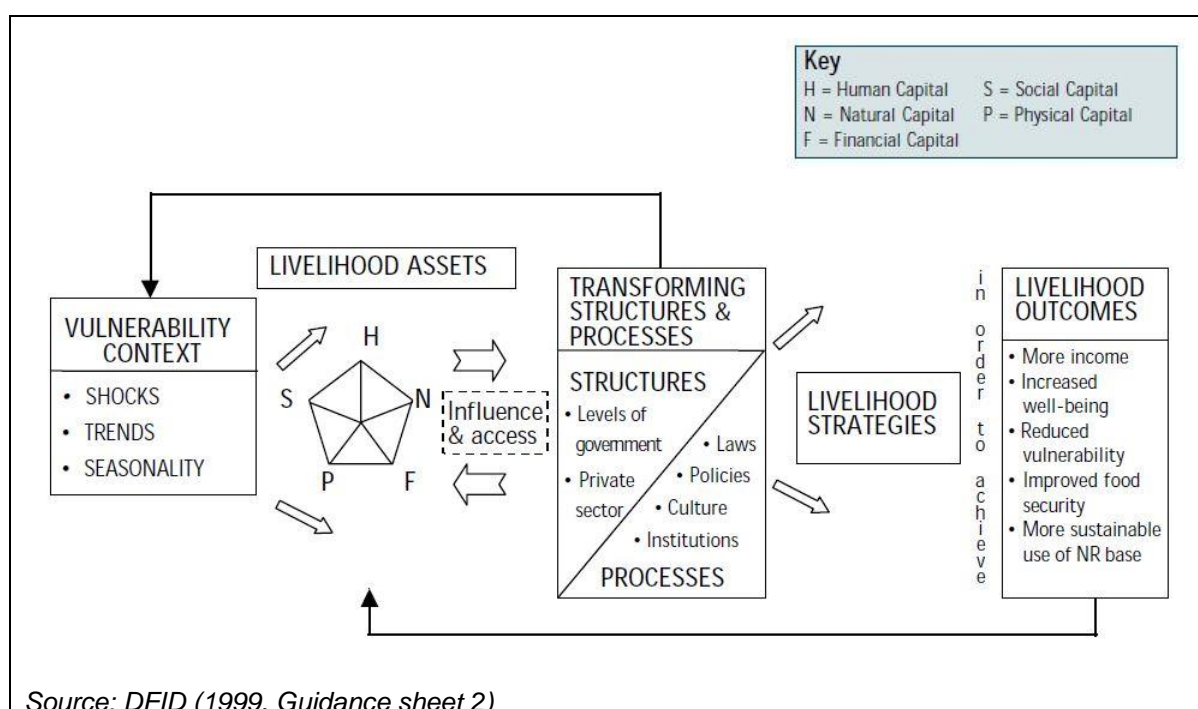 Key
H = Human Capital S = Social Capital
N = Natural Capital P = Physical Capital
F = Financial Capital
LIVELIHOOD ASSETS
VULNERABILITY
CONTEXT
• SHOCKS
• TRENDS
• SEASONALITY
H
S
N
P
F
Influence
& access
TRANSFORMING
STRUCTURES &
PROCESSES
STRUCTURES
• Levels of
government
• Private
sector
• Laws
• Policies
• Culture
• Institutions
PROCESSES
LIVELIHOOD
STRATEGIES
in order to achieve
LIVELIHOOD
OUTCOMES
• More income
• Increased
well-being
• Reduced
vulnerability
• Improved food
security
• More sustainable
use of NR base
Source: DFID (1999, Guidance sheet 2)